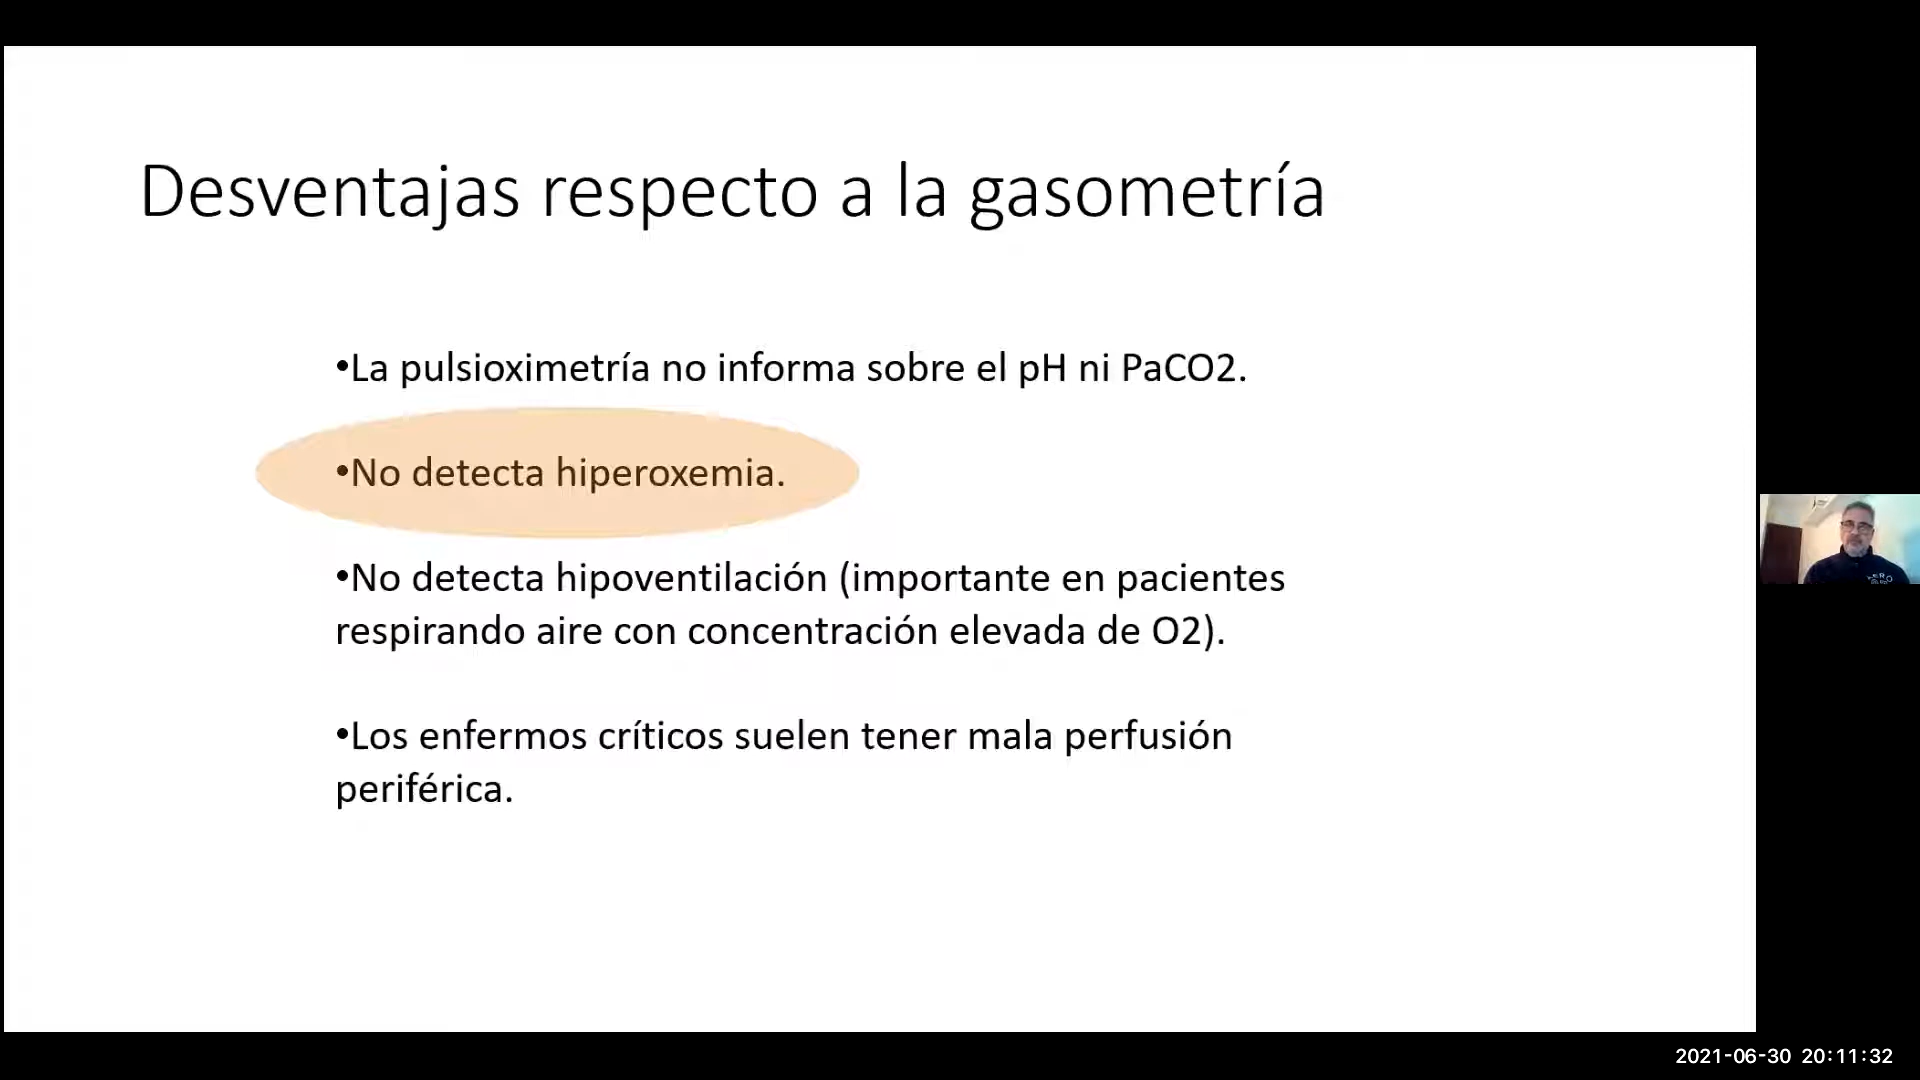 Desventajas respecto a la gasometría
•La pulsioximetría no informa sobre el pH ni PaCO2.
•No detecta hiperoxemia.
•No detecta hipoventilación (importante en pacientes
respirando aire con concentración elevada de O2).
•Los enfermos críticos suelen tener mala perfusión
periférica.
2021-06-30 20:11:32